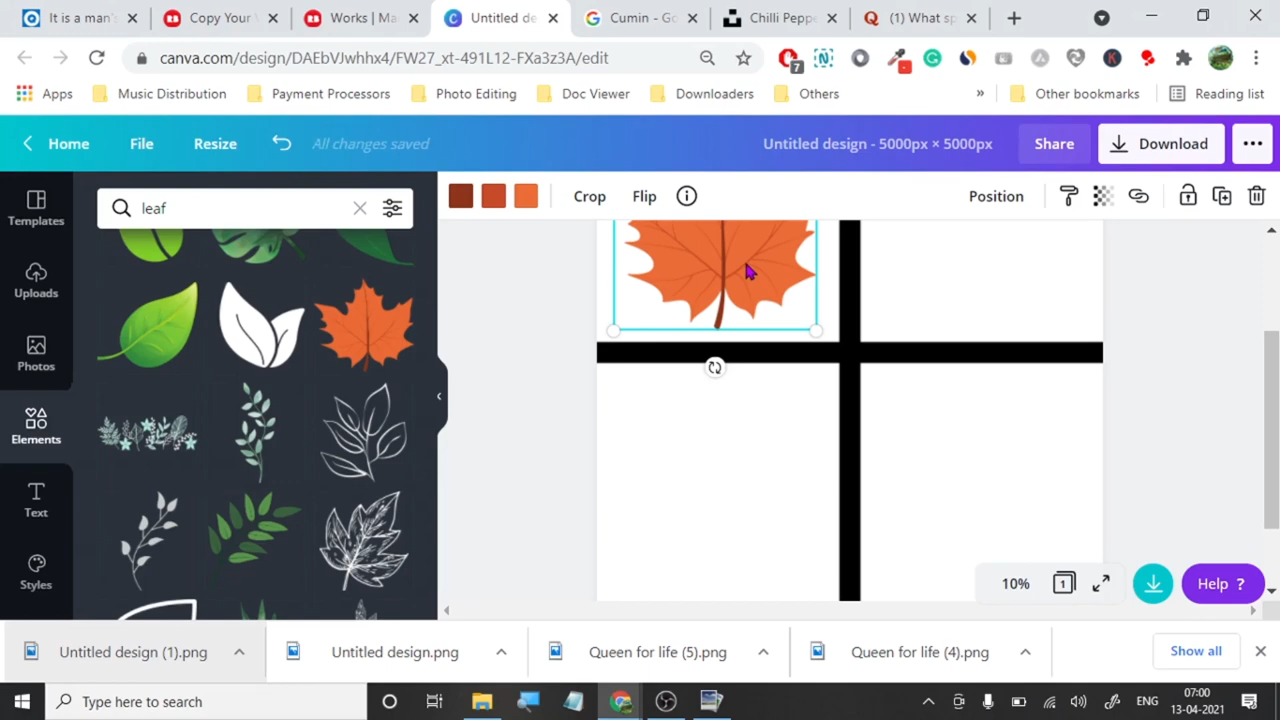 It is a man's
Copy Your
Works | Ma
Untitled de
Cumin - Go
Chilli Peppe
(1) What sp
canva.com/design/DAEbVJwhhx4/FW27_xt-491L12-FXa3z3A/edit
7
Apps
Music Distribution
Payment Processors
Photo Editing
Doc Viewer
Downloaders
Others
»
Other bookmarks
Reading list
Home
File
Resize
All changes saved
Untitled design - 5000px × 5000px
Share
Download
Templates
Uploads
Photos
Elements
Text
Styles
leaf
Crop
Flip
Position
10%
1
Help ?
Untitled design (1).png
Untitled design.png
Queen for life (5).png
Queen for life (4).png
Show all
Type here to search
ENG
07:00
13-04-2021